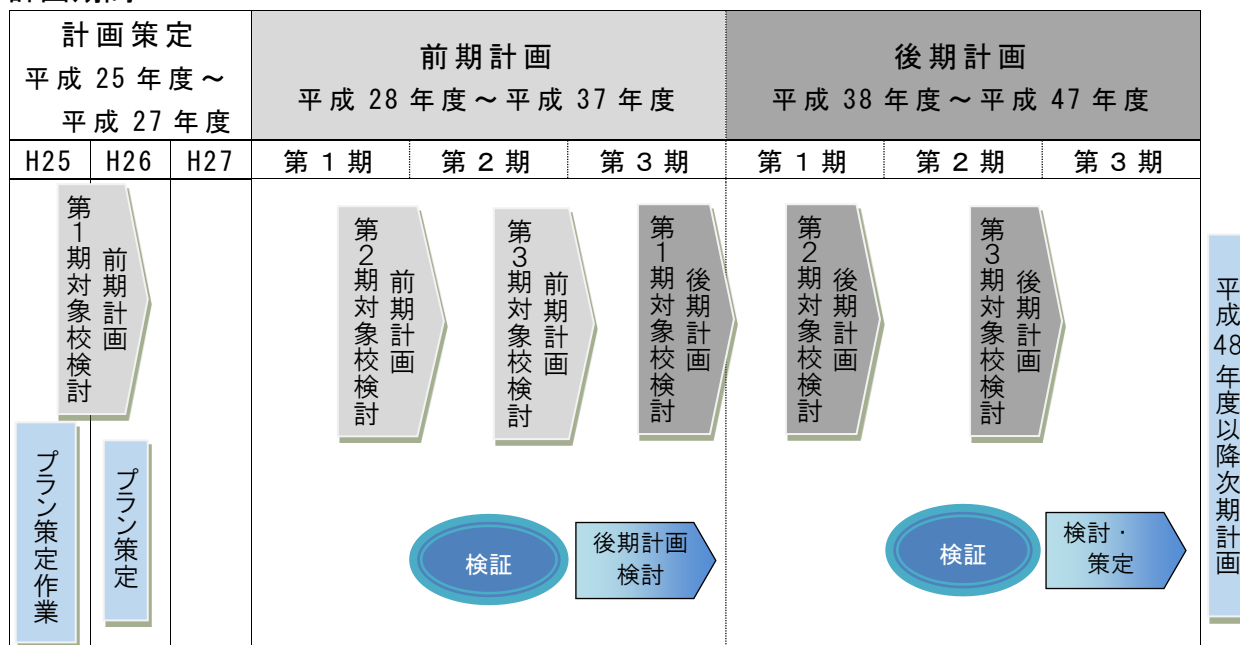 計画策定
平成 25 年度～
平成 27 年度
前期計画
平成 28 年度～平成 37 年度
後期計画
平成 38 年度～平成 47 年度
H25
H26
H27
第１期
第２期
第３期
第１期
第２期
第３期
前期計画
第１期対象校検討
前期計画
第２期対象校検討
前期計画
第３期対象校検討
後期計画
第１期対象校検討
後期計画
第２期対象校検討
後期計画
第３期対象校検討
プラン策定作業
プラン策定
検証
後期計画
検討
検証
検討・
策定
平成48年度以降次期計画